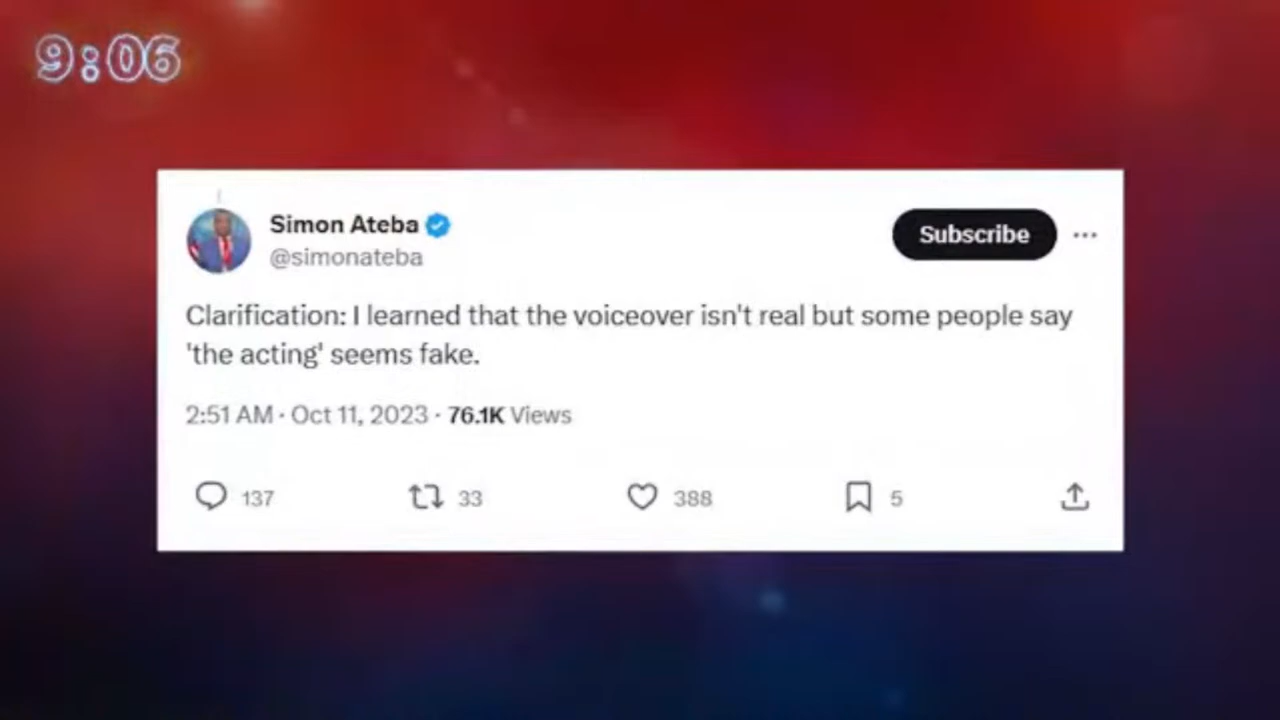 9:06
Simon Ateba
@simonateba
Subscribe
Clarification: I learned that the voiceover isn't real but some people say
'the acting' seems fake.
2:51 AM · Oct 11, 2023 · 76.1K Views
137
33
388
5